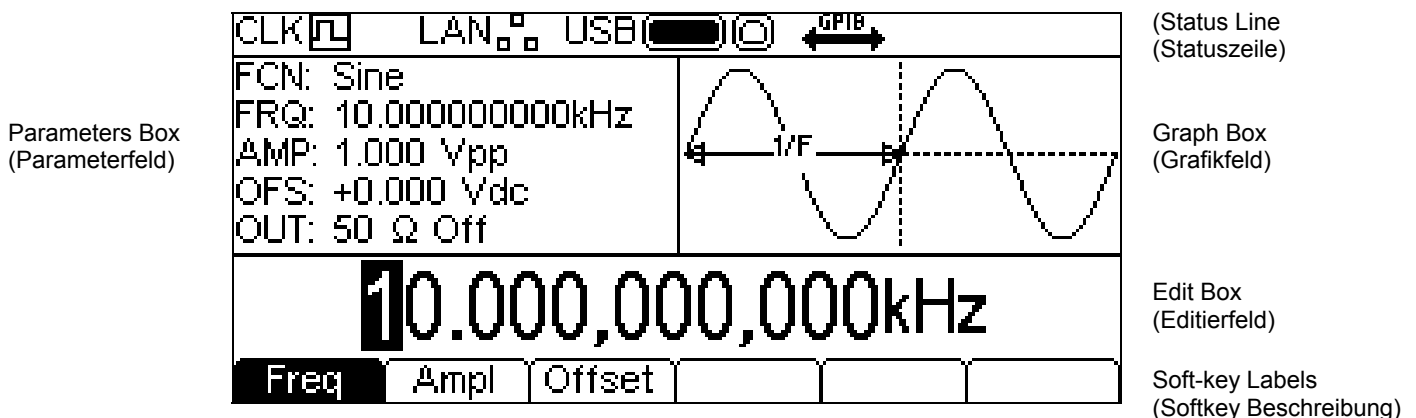 CLK LAN USB GPIB
(Status Line
(Statuszeile)
Parameters Box
(Parameterfeld)
FCN: Sine
FRQ: 10.000000000kHz
AMP: 1.000 Vpp
OFS: +0.000 Vdc
OUT: 50 Ω Off
1/F
Graph Box
(Grafikfeld)
10.000,000,000kHz
Edit Box
(Editierfeld)
Freq Ampl Offset
Soft-key Labels
(Softkey Beschreibung)